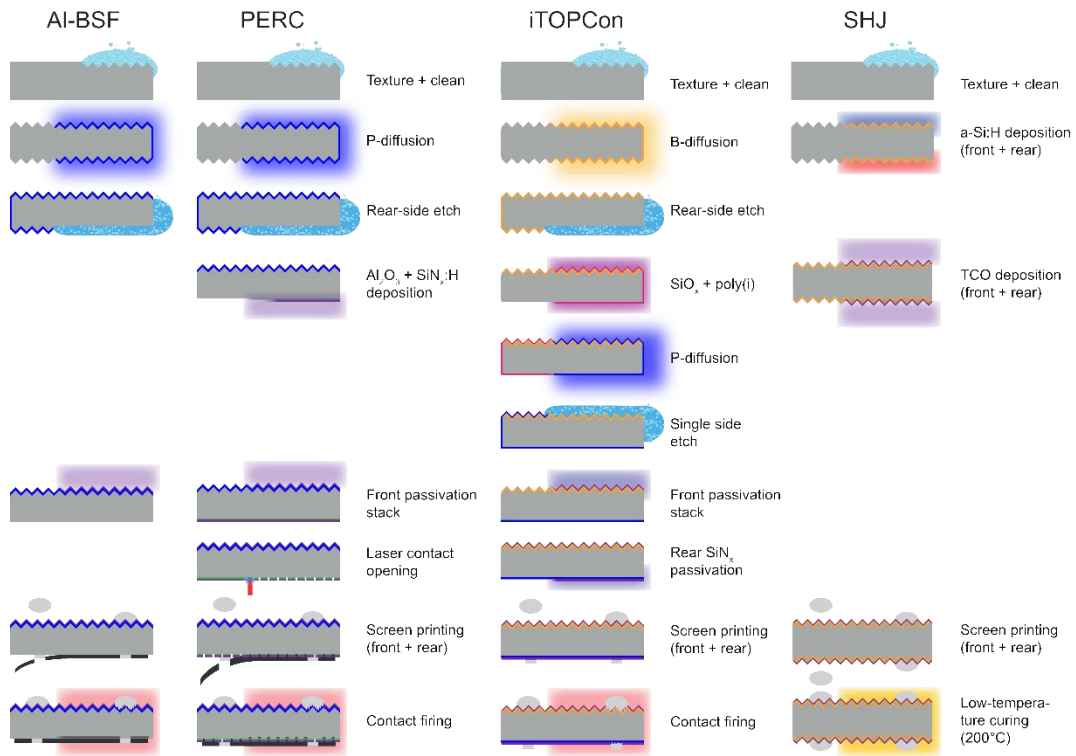 Al-BSF
PERC
iTOPCon
SHJ
Texture + clean
Texture + clean
Texture + clean
P-diffusion
B-diffusion
a-Si:H deposition
(front + rear)
Rear-side etch
Rear-side etch
Al₂O₃ + SiNₓ:H
deposition
SiOₓ + poly(i)
TCO deposition
(front + rear)
P-diffusion
Single side
etch
Front passivation
stack
Front passivation
stack
Laser contact
opening
Rear SiNₓ
passivation
Screen printing
(front + rear)
Screen printing
(front + rear)
Screen printing
(front + rear)
Contact firing
Contact firing
Low-tempera-
ture curing
(200°C)